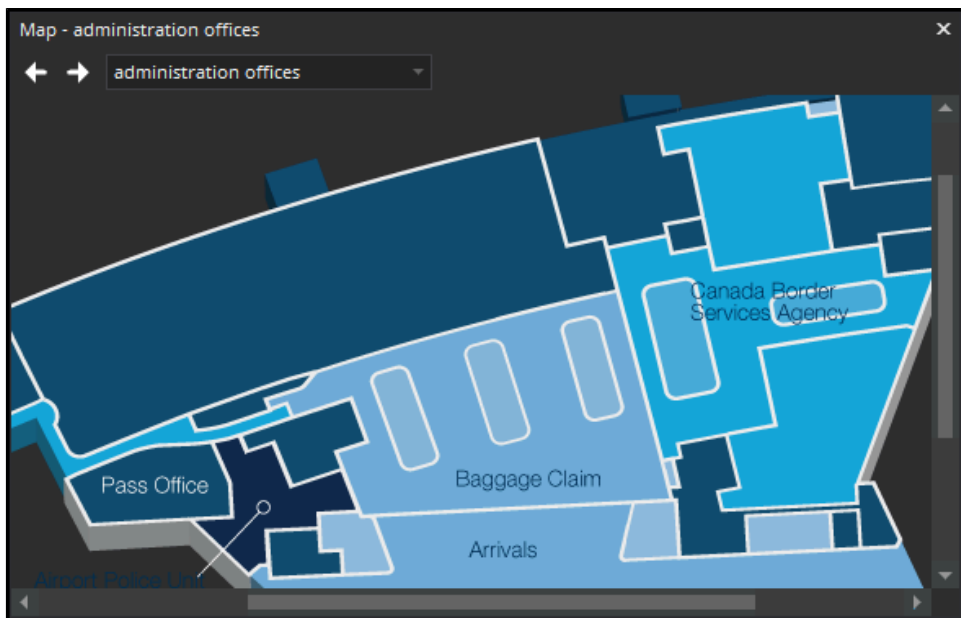 Map - administration offices
administration offices
Canada Border
Services Agency
Pass Office
Baggage Claim
Arrivals
Airport Police Unit